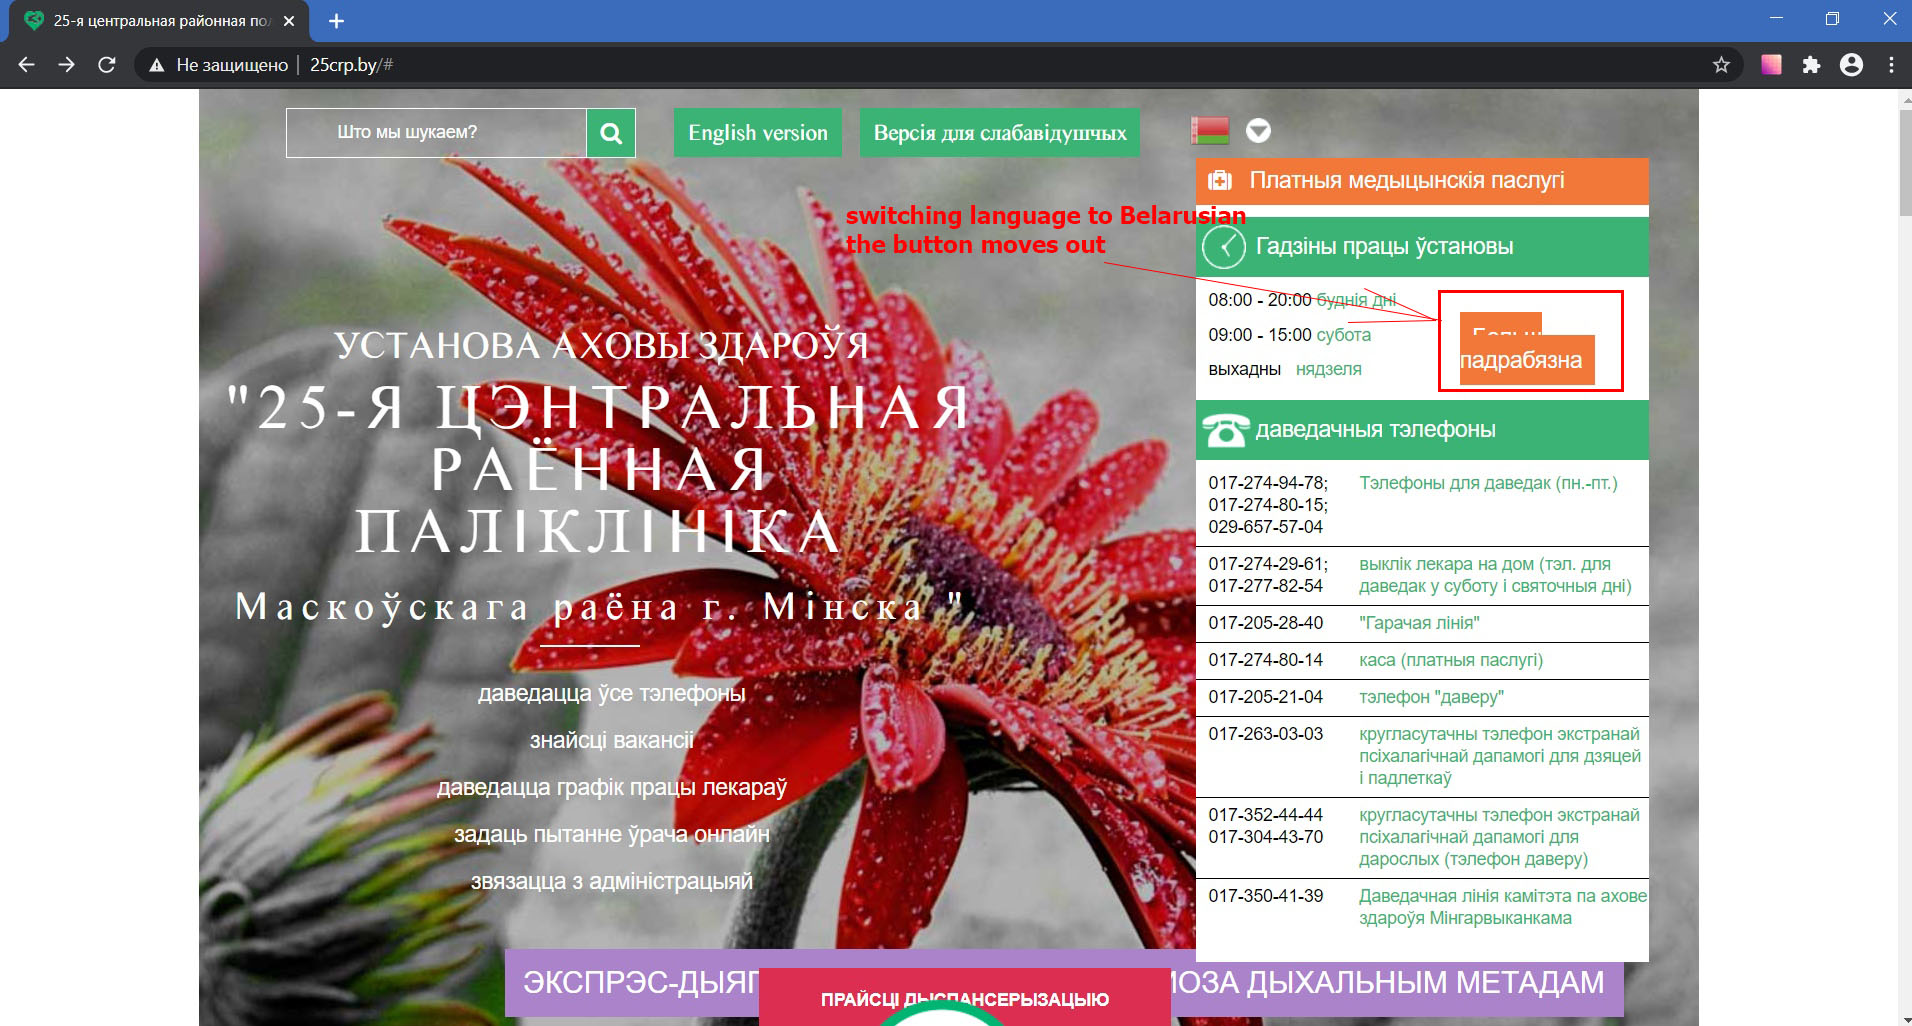 25-я центральная районная пол
Не защищено
25crp.by/#
Што мы шукаем?
English version
Версія для слабавідушчых
Платныя медыцынскія паслугі
switching language to Belarusian
the button moves out
Гадзіны працы ўстановы
08:00 - 20:00 буднія дні
09:00 - 15:00 субота
выхадны нядзеля
Больш
падрабязна
УСТАНОВА АХОВЫ ЗДАРОЎЯ
"25-Я ЦЭНТРАЛЬНАЯ
РАЁННАЯ
ПАЛІКЛІНІКА
Маскоўскага раёна г. Мінска "
даведацца ўсе тэлефоны
знайсці вакансіі
даведацца графік працы лекараў
задаць пытанне ўрача онлайн
звязацца з адміністрацыяй
даведачныя тэлефоны
017-274-94-78; Тэлефоны для даведак (пн.-пт.)
017-274-80-15;
029-657-57-04
017-274-29-61; выклік лекара на дом (тэл. для
017-277-82-54 даведак у суботу і святочныя дні)
017-205-28-40 "Гарачая лінія"
017-274-80-14 каса (платныя паслугі)
017-205-21-04 тэлефон "даверу"
017-263-03-03 кругласутачны тэлефон экстранай
псіхалагічнай дапамогі для дзяцей
і падлеткаў
017-352-44-44 кругласутачны тэлефон экстранай
017-304-43-70 псіхалагічнай дапамогі для
дарослых (тэлефон даверу)
017-350-41-39 Даведачная лінія камітэта па ахове
здароўя Мінгарвыканкама
ЭКСПРЭС-ДЫЯГ МОЗА ДЫХАЛЬНЫМ МЕТАДАМ
ПРАЙСЦІ ДЫСПАНСЕРЫЗАЦЫЮ